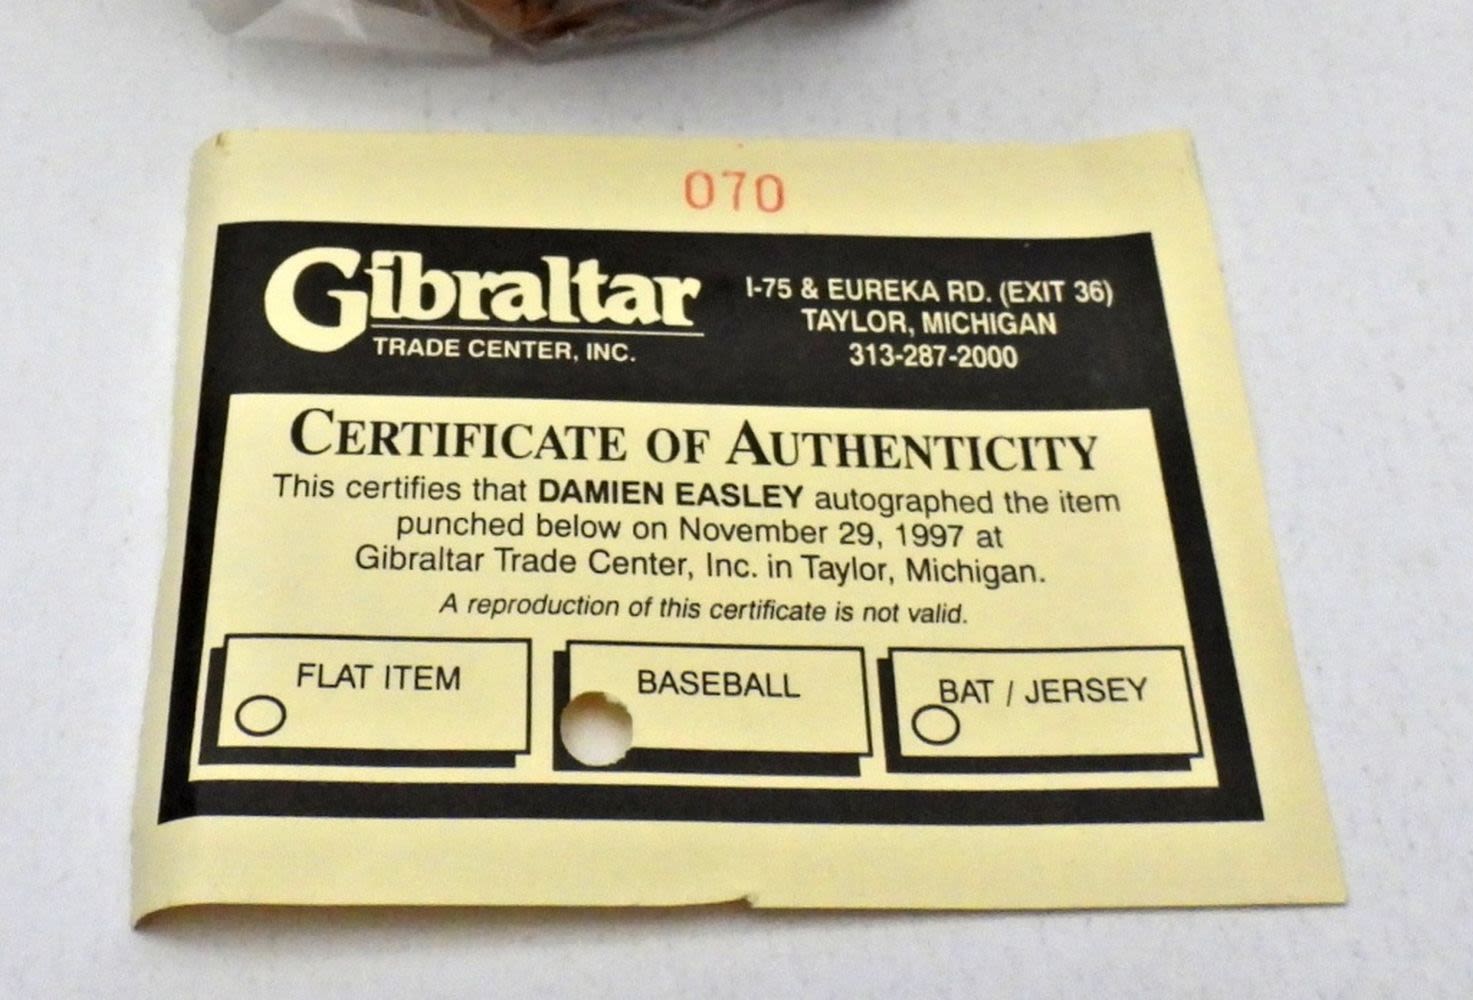 070
Gibraltar
TRADE CENTER, INC.
I-75 & EUREKA RD. (EXIT 36)
TAYLOR, MICHIGAN
313-287-2000
CERTIFICATE OF AUTHENTICITY
This certifies that DAMIEN EASLEY autographed the item
punched below on November 29, 1997 at
Gibraltar Trade Center, Inc. in Taylor, Michigan.
A reproduction of this certificate is not valid.
FLAT ITEM
BASEBALL
BAT / JERSEY